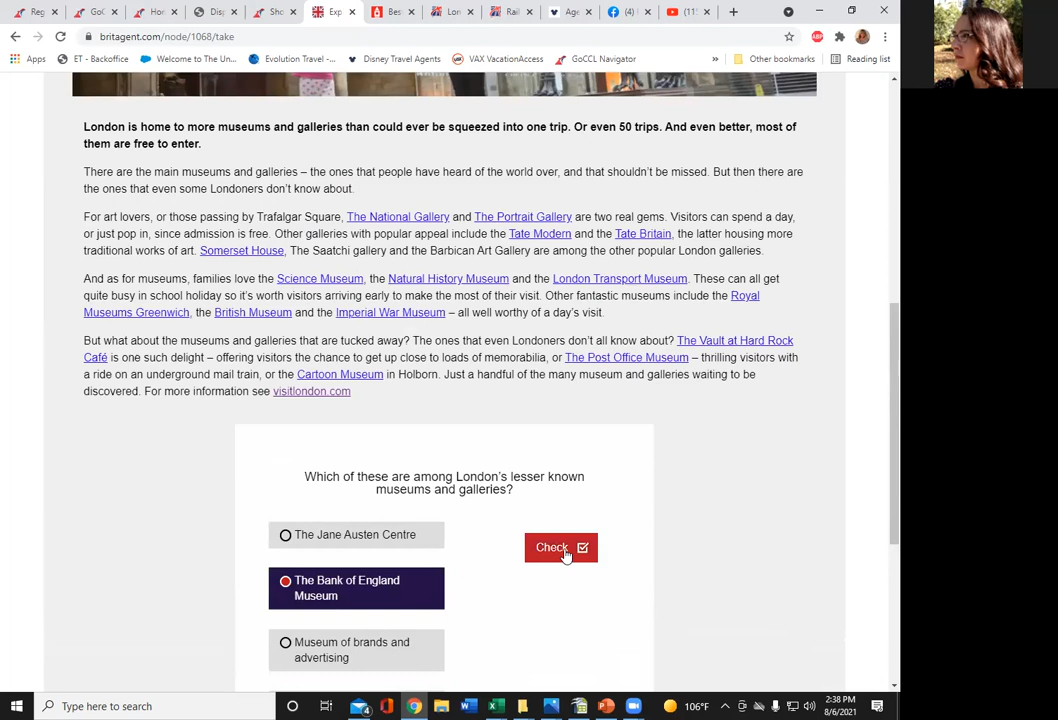 Reg
GoC
Hor
Disp
Sho
Exp
Bes
Lon
Rail
Age
(4)
(11
britagent.com/node/1068/take
ABP
Apps
ET - Backoffice
Welcome to The Un...
Evolution Travel -...
Disney Travel Agents
VAX VacationAccess
GoCCL Navigator
»
Other bookmarks
Reading list
London is home to more museums and galleries than could ever be squeezed into one trip. Or even 50 trips. And even better, most of
them are free to enter.
There are the main museums and galleries – the ones that people have heard of the world over, and that shouldn't be missed. But then there are
the ones that even some Londoners don't know about.
For art lovers, or those passing by Trafalgar Square, The National Gallery and The Portrait Gallery are two real gems. Visitors can spend a day,
or just pop in, since admission is free. Other galleries with popular appeal include the Tate Modern and the Tate Britain, the latter housing more
traditional works of art. Somerset House, The Saatchi gallery and the Barbican Art Gallery are among the other popular London galleries.
And as for museums, families love the Science Museum, the Natural History Museum and the London Transport Museum. These can all get
quite busy in school holiday so it's worth visitors arriving early to make the most of their visit. Other fantastic museums include the Royal
Museums Greenwich, the British Museum and the Imperial War Museum – all well worthy of a day's visit.
But what about the museums and galleries that are tucked away? The ones that even Londoners don't all know about? The Vault at Hard Rock
Café is one such delight – offering visitors the chance to get up close to loads of memorabilia, or The Post Office Museum – thrilling visitors with
a ride on an underground mail train, or the Cartoon Museum in Holborn. Just a handful of the many museum and galleries waiting to be
discovered. For more information see visitlondon.com
Which of these are among London's lesser known
museums and galleries?
The Jane Austen Centre
Check
The Bank of England
Museum
Museum of brands and
advertising
Type here to search
4
106°F
2:38 PM
8/6/2021